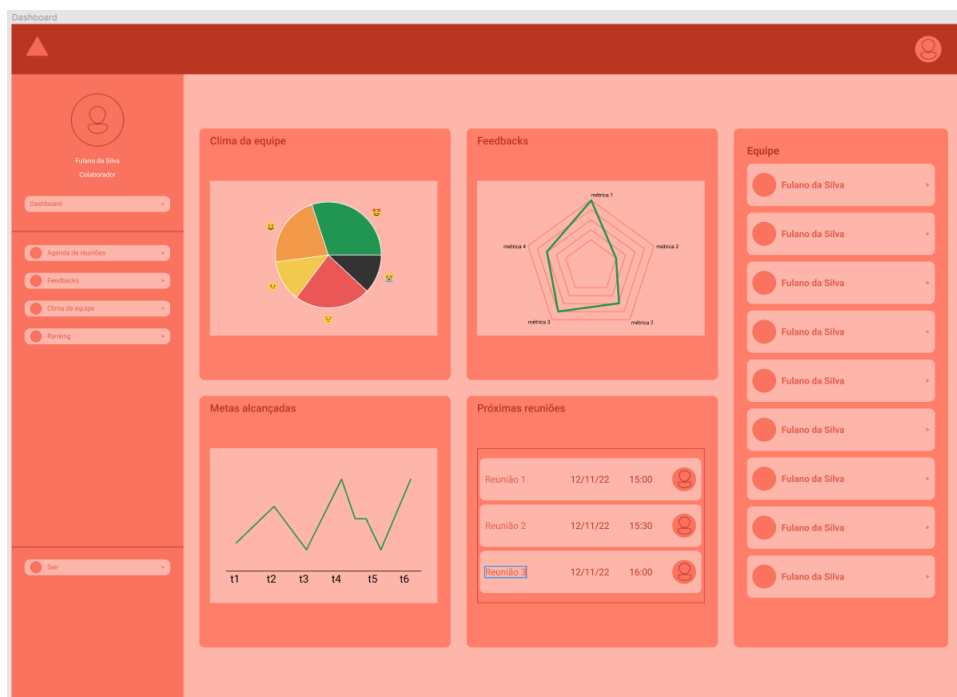 Dashboard
Fulano da Silva
Colaborador
Dashboard >
Agenda de reuniões >
Feedbacks >
Clima da equipe >
Ranking >
Sair >
Clima da equipe
Feedbacks
métrica 1
métrica 4
métrica 2
métrica 3
métrica 2
Metas alcançadas
t1 t2 t3 t4 t5 t6
Próximas reuniões
Reunião 1 12/11/22 15:00
Reunião 2 12/11/22 15:30
Reunião 3 12/11/22 16:00
Equipe
Fulano da Silva >
Fulano da Silva >
Fulano da Silva >
Fulano da Silva >
Fulano da Silva >
Fulano da Silva >
Fulano da Silva >
Fulano da Silva >
Fulano da Silva >